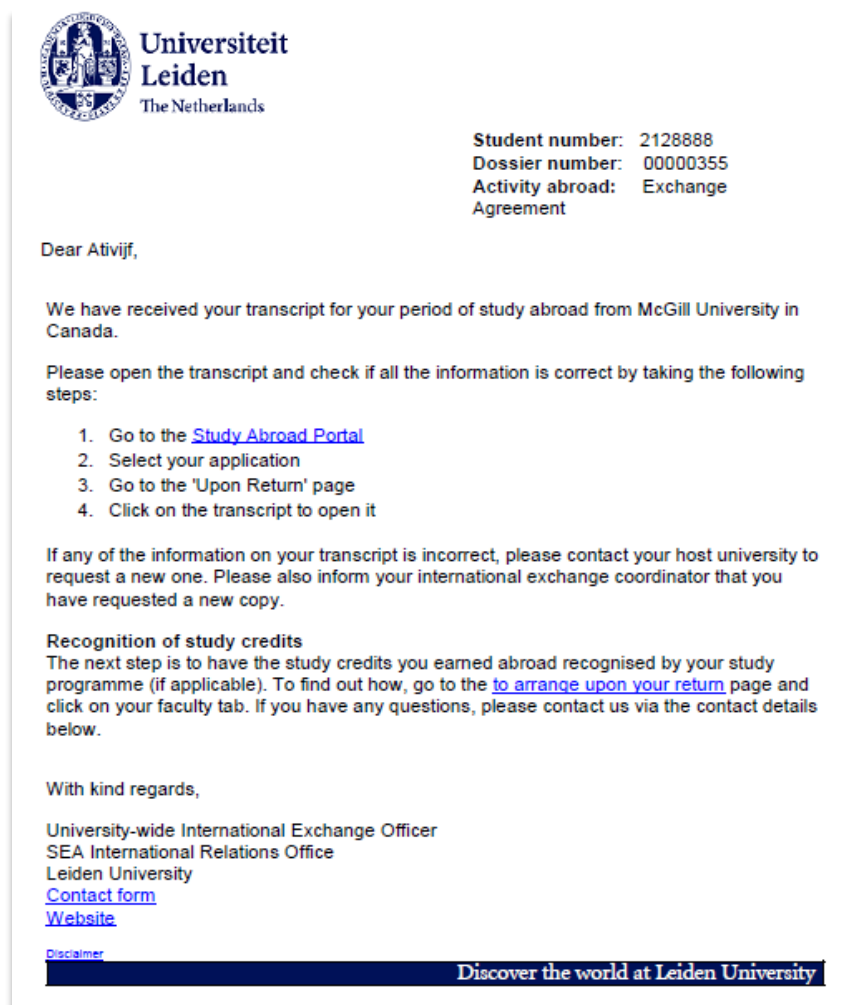 Universiteit
Leiden
The Netherlands
Student number: 2128888
Dossier number: 00000355
Activity abroad: Exchange
Agreement
Dear Ativijf,
We have received your transcript for your period of study abroad from McGill University in
Canada.
Please open the transcript and check if all the information is correct by taking the following
steps:
1. Go to the Study Abroad Portal
2. Select your application
3. Go to the 'Upon Return' page
4. Click on the transcript to open it
If any of the information on your transcript is incorrect, please contact your host university to
request a new one. Please also inform your international exchange coordinator that you
have requested a new copy.
Recognition of study credits
The next step is to have the study credits you earned abroad recognised by your study
programme (if applicable). To find out how, go to the to arrange upon your return page and
click on your faculty tab. If you have any questions, please contact us via the contact details
below.
With kind regards,
University-wide International Exchange Officer
SEA International Relations Office
Leiden University
Contact form
Website
Disclaimer
Discover the world at Leiden University